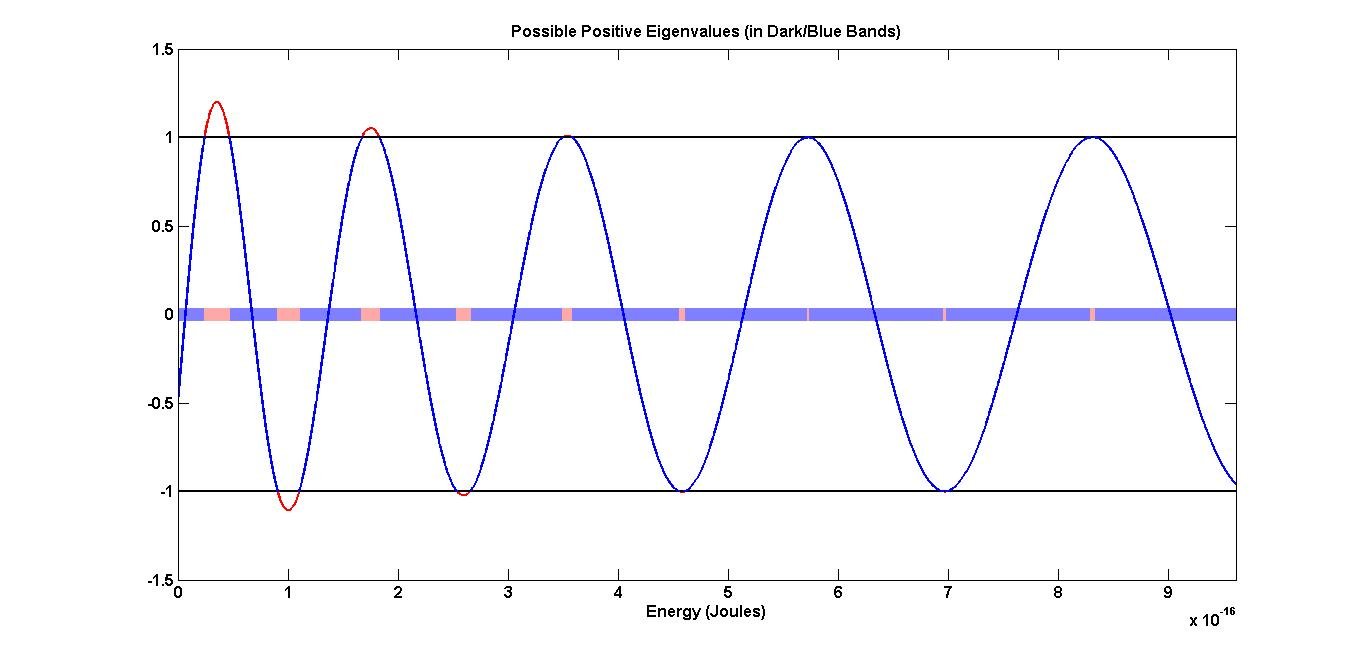 Possible Positive Eigenvalues (in Dark/Blue Bands)
1.5
1
0.5
0
-0.5
-1
-1.5
0 1 2 3 4 5 6 7 8 9
Energy (Joules)
x 10^-16